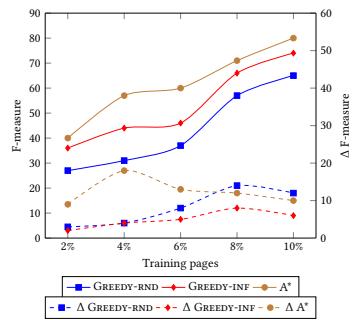 90
80
70
60
50
40
30
20
10
0
F-measure
60
50
40
30
20
10
0
Δ F-measure
2% 4% 6% 8% 10%
Training pages
GREEDY-RND GREEDY-INF A*
Δ GREEDY-RND Δ GREEDY-INF Δ A*